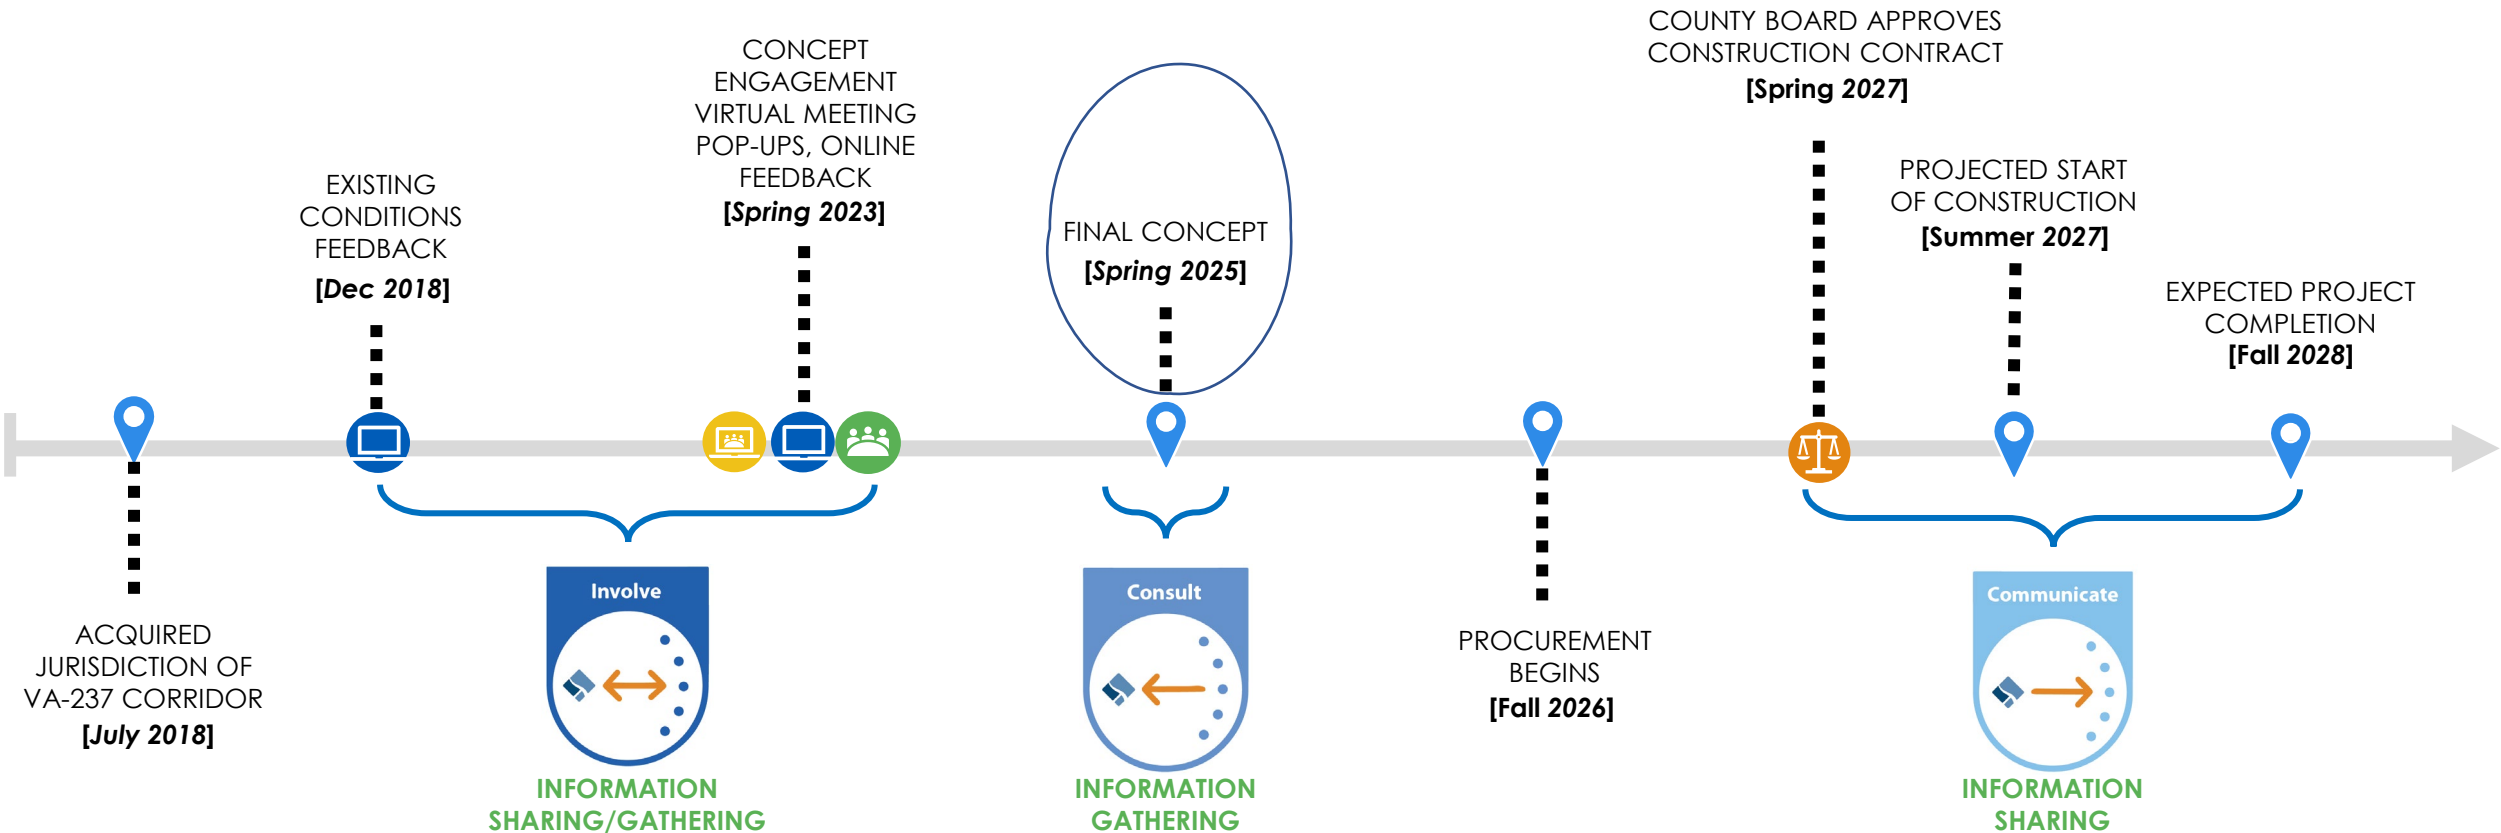 ACQUIRED
JURISDICTION OF
VA-237 CORRIDOR
[July 2018]
EXISTING
CONDITIONS
FEEDBACK
[Dec 2018]
CONCEPT
ENGAGEMENT
VIRTUAL MEETING
POP-UPS, ONLINE
FEEDBACK
[Spring 2023]
FINAL CONCEPT
[Spring 2025]
PROCUREMENT
BEGINS
[Fall 2026]
COUNTY BOARD APPROVES
CONSTRUCTION CONTRACT
[Spring 2027]
PROJECTED START
OF CONSTRUCTION
[Summer 2027]
EXPECTED PROJECT
COMPLETION
[Fall 2028]
Involve
INFORMATION
SHARING/GATHERING
Consult
INFORMATION
GATHERING
Communicate
INFORMATION
SHARING